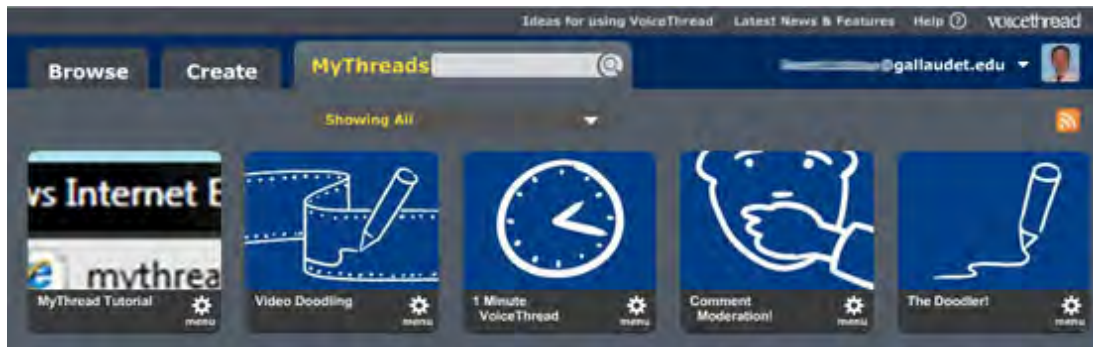 Ideas for using VoiceThread Latest News & Features Help ? voicethread
Browse Create MyThreads @gallaudet.edu
Showing All
ws Internet E
mythrea
MyThread Tutorial menu
Video Doodling menu
1 Minute
VoiceThread menu
Comment
Moderation! menu
The Doodler! menu